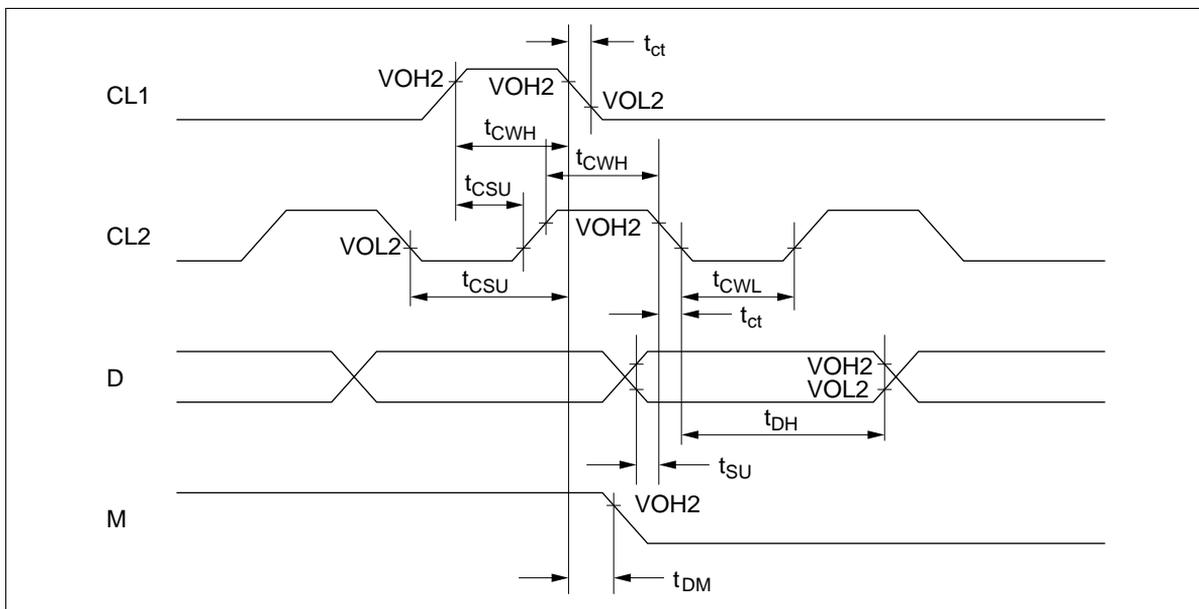 tct
VOH2 VOH2 VOL2
CL1
tCWH
tCWH
tCSU
CL2
VOL2 VOH2
tCSU tCWL
tct
D
VOH2
VOL2
tDH
tSU
VOH2
M
tDM